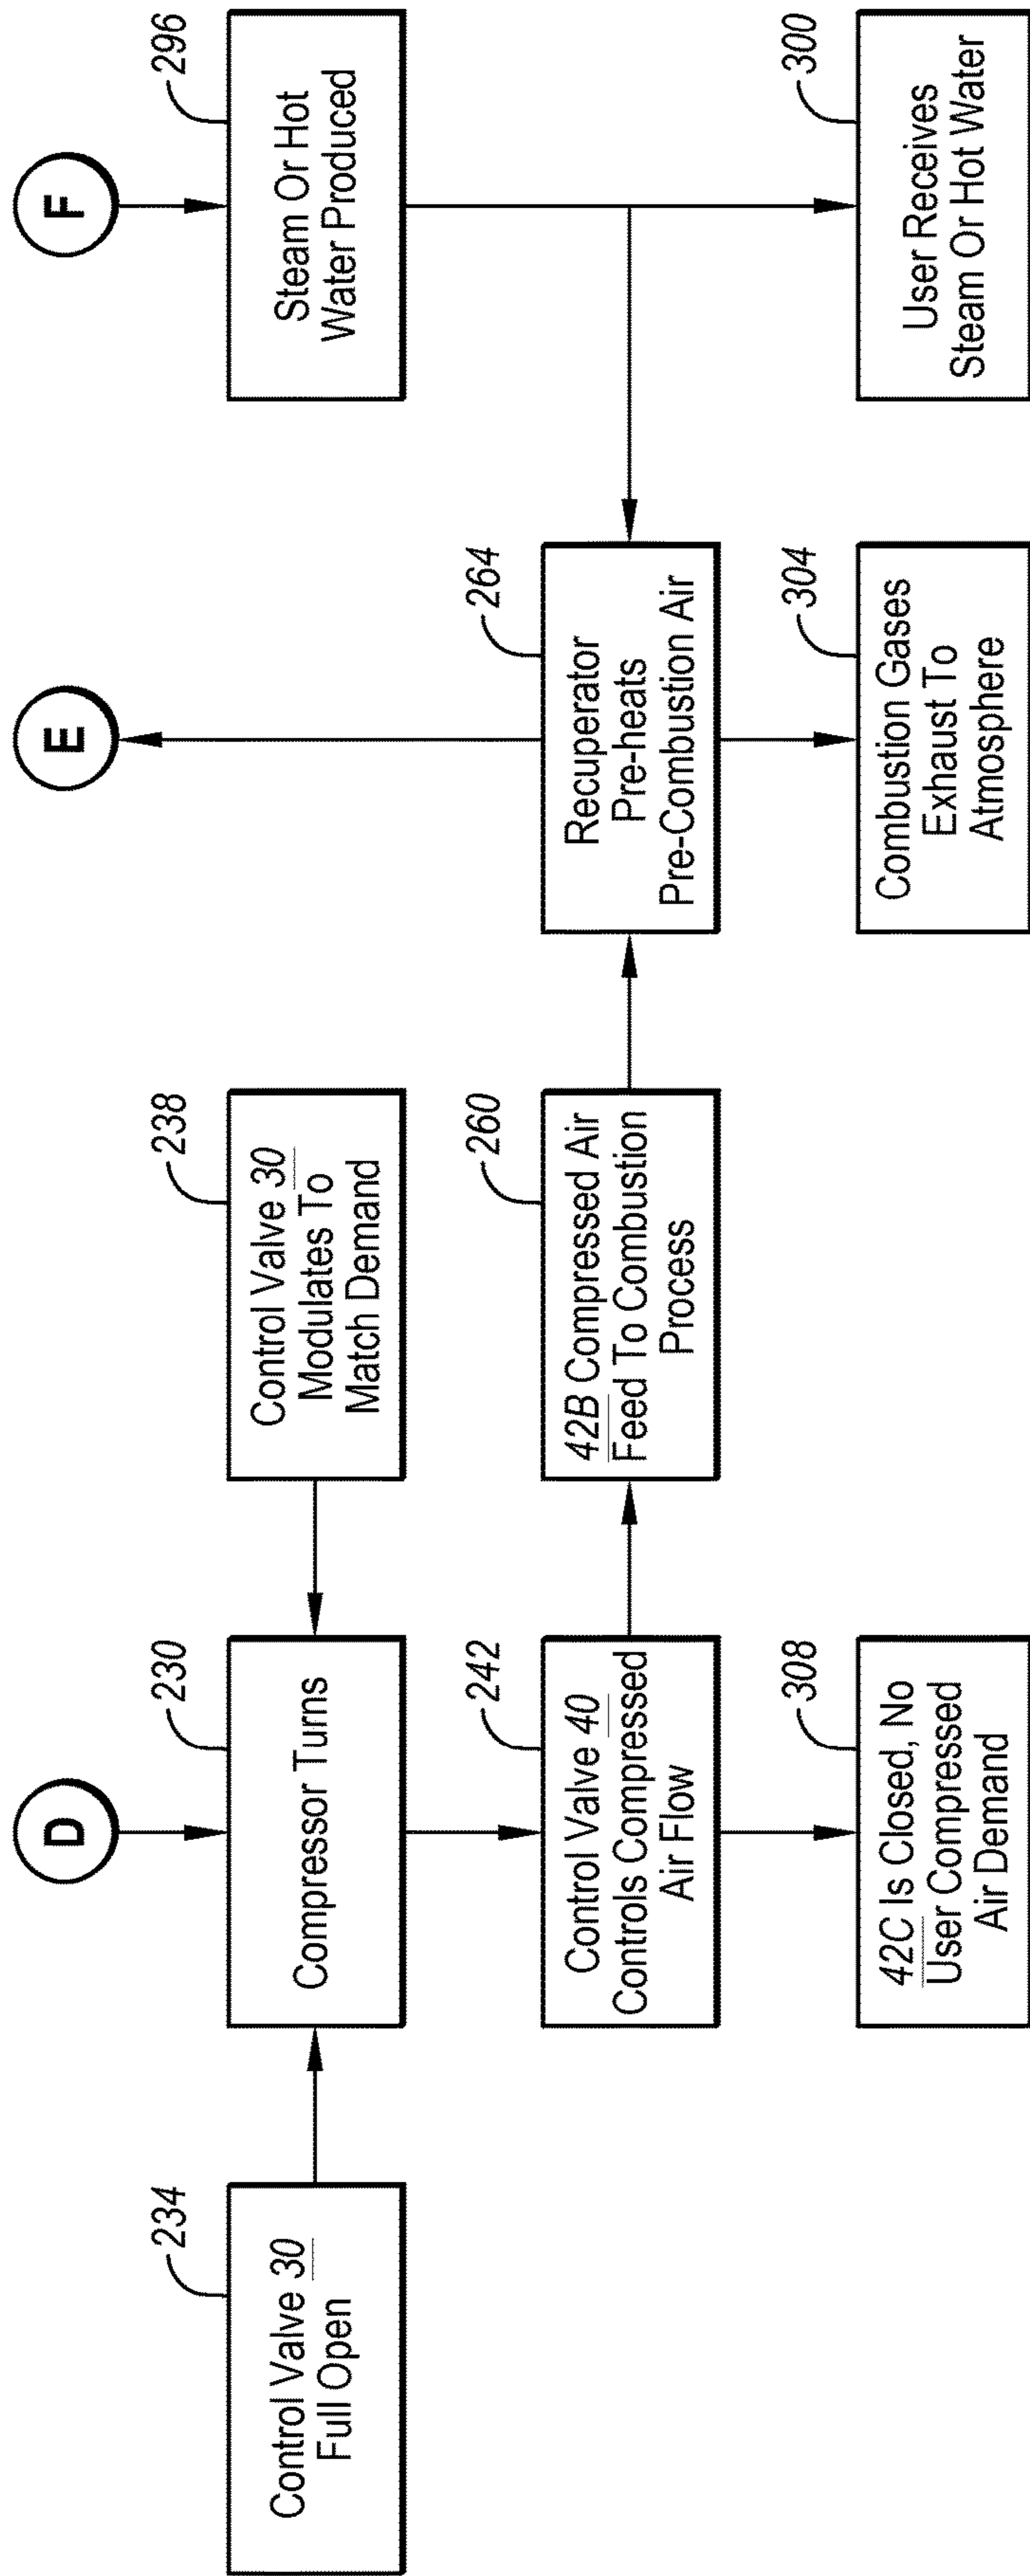 D
E
F
234
Control Valve 30
Full Open
230
Compressor Turns
238
Control Valve 30
Modulates To
Match Demand
296
Steam Or Hot
Water Produced
242
Control Valve 40
Controls Compressed
Air Flow
260
42B Compressed Air
Feed To Combustion
Process
264
Recuperator
Pre-heats
Pre-Combustion Air
308
42C Is Closed, No
User Compressed
Air Demand
304
Combustion Gases
Exhaust To
Atmosphere
300
User Receives
Steam Or Hot Water